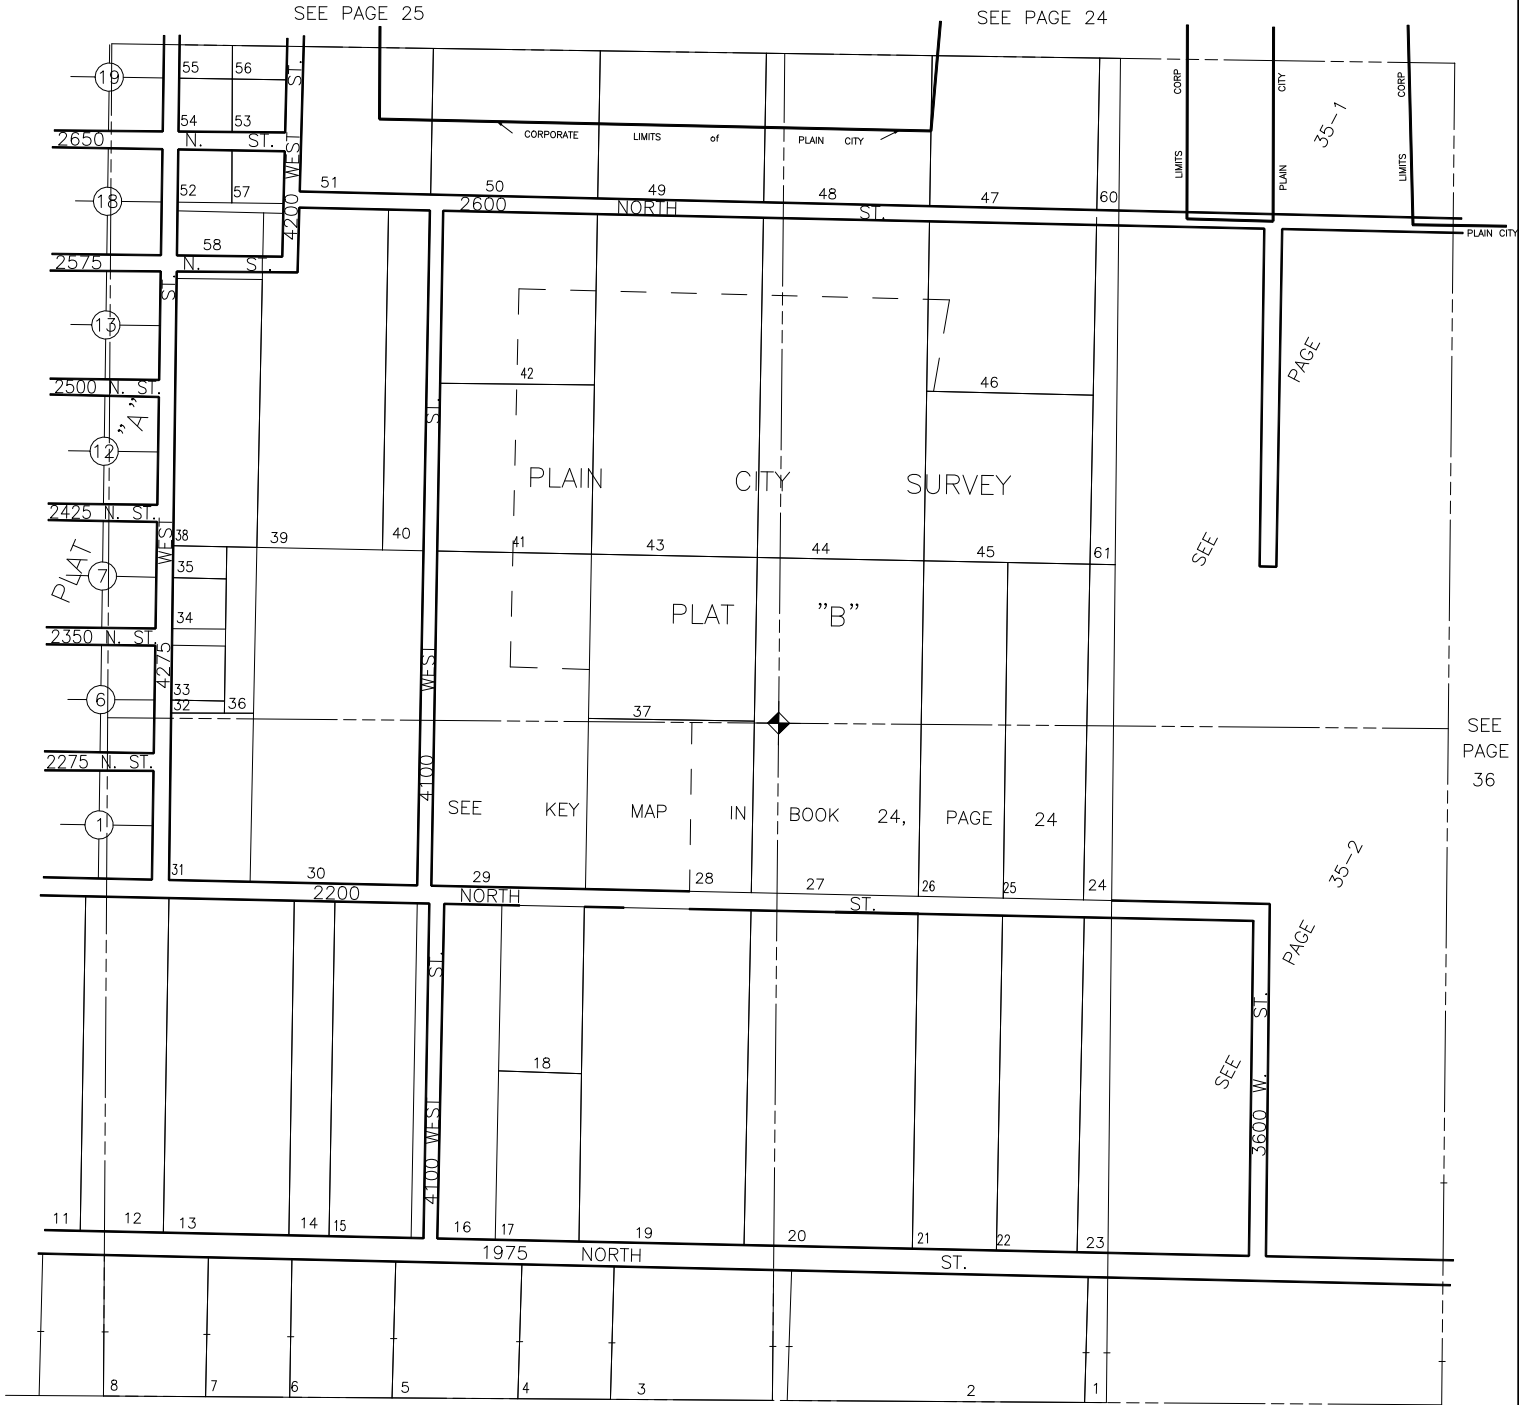 SEE PAGE 25
SEE PAGE 24
19
55
56
54
53
2650 N. ST.
CORPORATE LIMITS of PLAIN CITY
LIMITS CORP
PLAIN CITY
LIMITS CORP
35-1
18
52
57
4200 WEST ST.
51
50
49
48
47
60
2600 NORTH ST.
PLAIN CITY
58
2575 N. ST.
13
SEE PAGE
2500 N. ST.
42
46
12
PLAT "A"
PLAIN CITY SURVEY
2425 N. ST.
4275 WEST ST.
38
39
40
41
43
44
45
61
35
7
34
PLAT "B"
2350 N. ST.
33
32
36
6
37
4100 WEST ST.
SEE
PAGE
36
2275 N. ST.
SEE KEY MAP IN BOOK 24, PAGE 24
1
31
30
29
28
27
26
25
24
2200 NORTH ST.
SEE PAGE 35-2
18
4100 WEST ST.
3600 W. ST.
11
12
13
14
15
16
17
19
20
21
22
23
1975 NORTH ST.
8
7
6
5
4
3
2
1